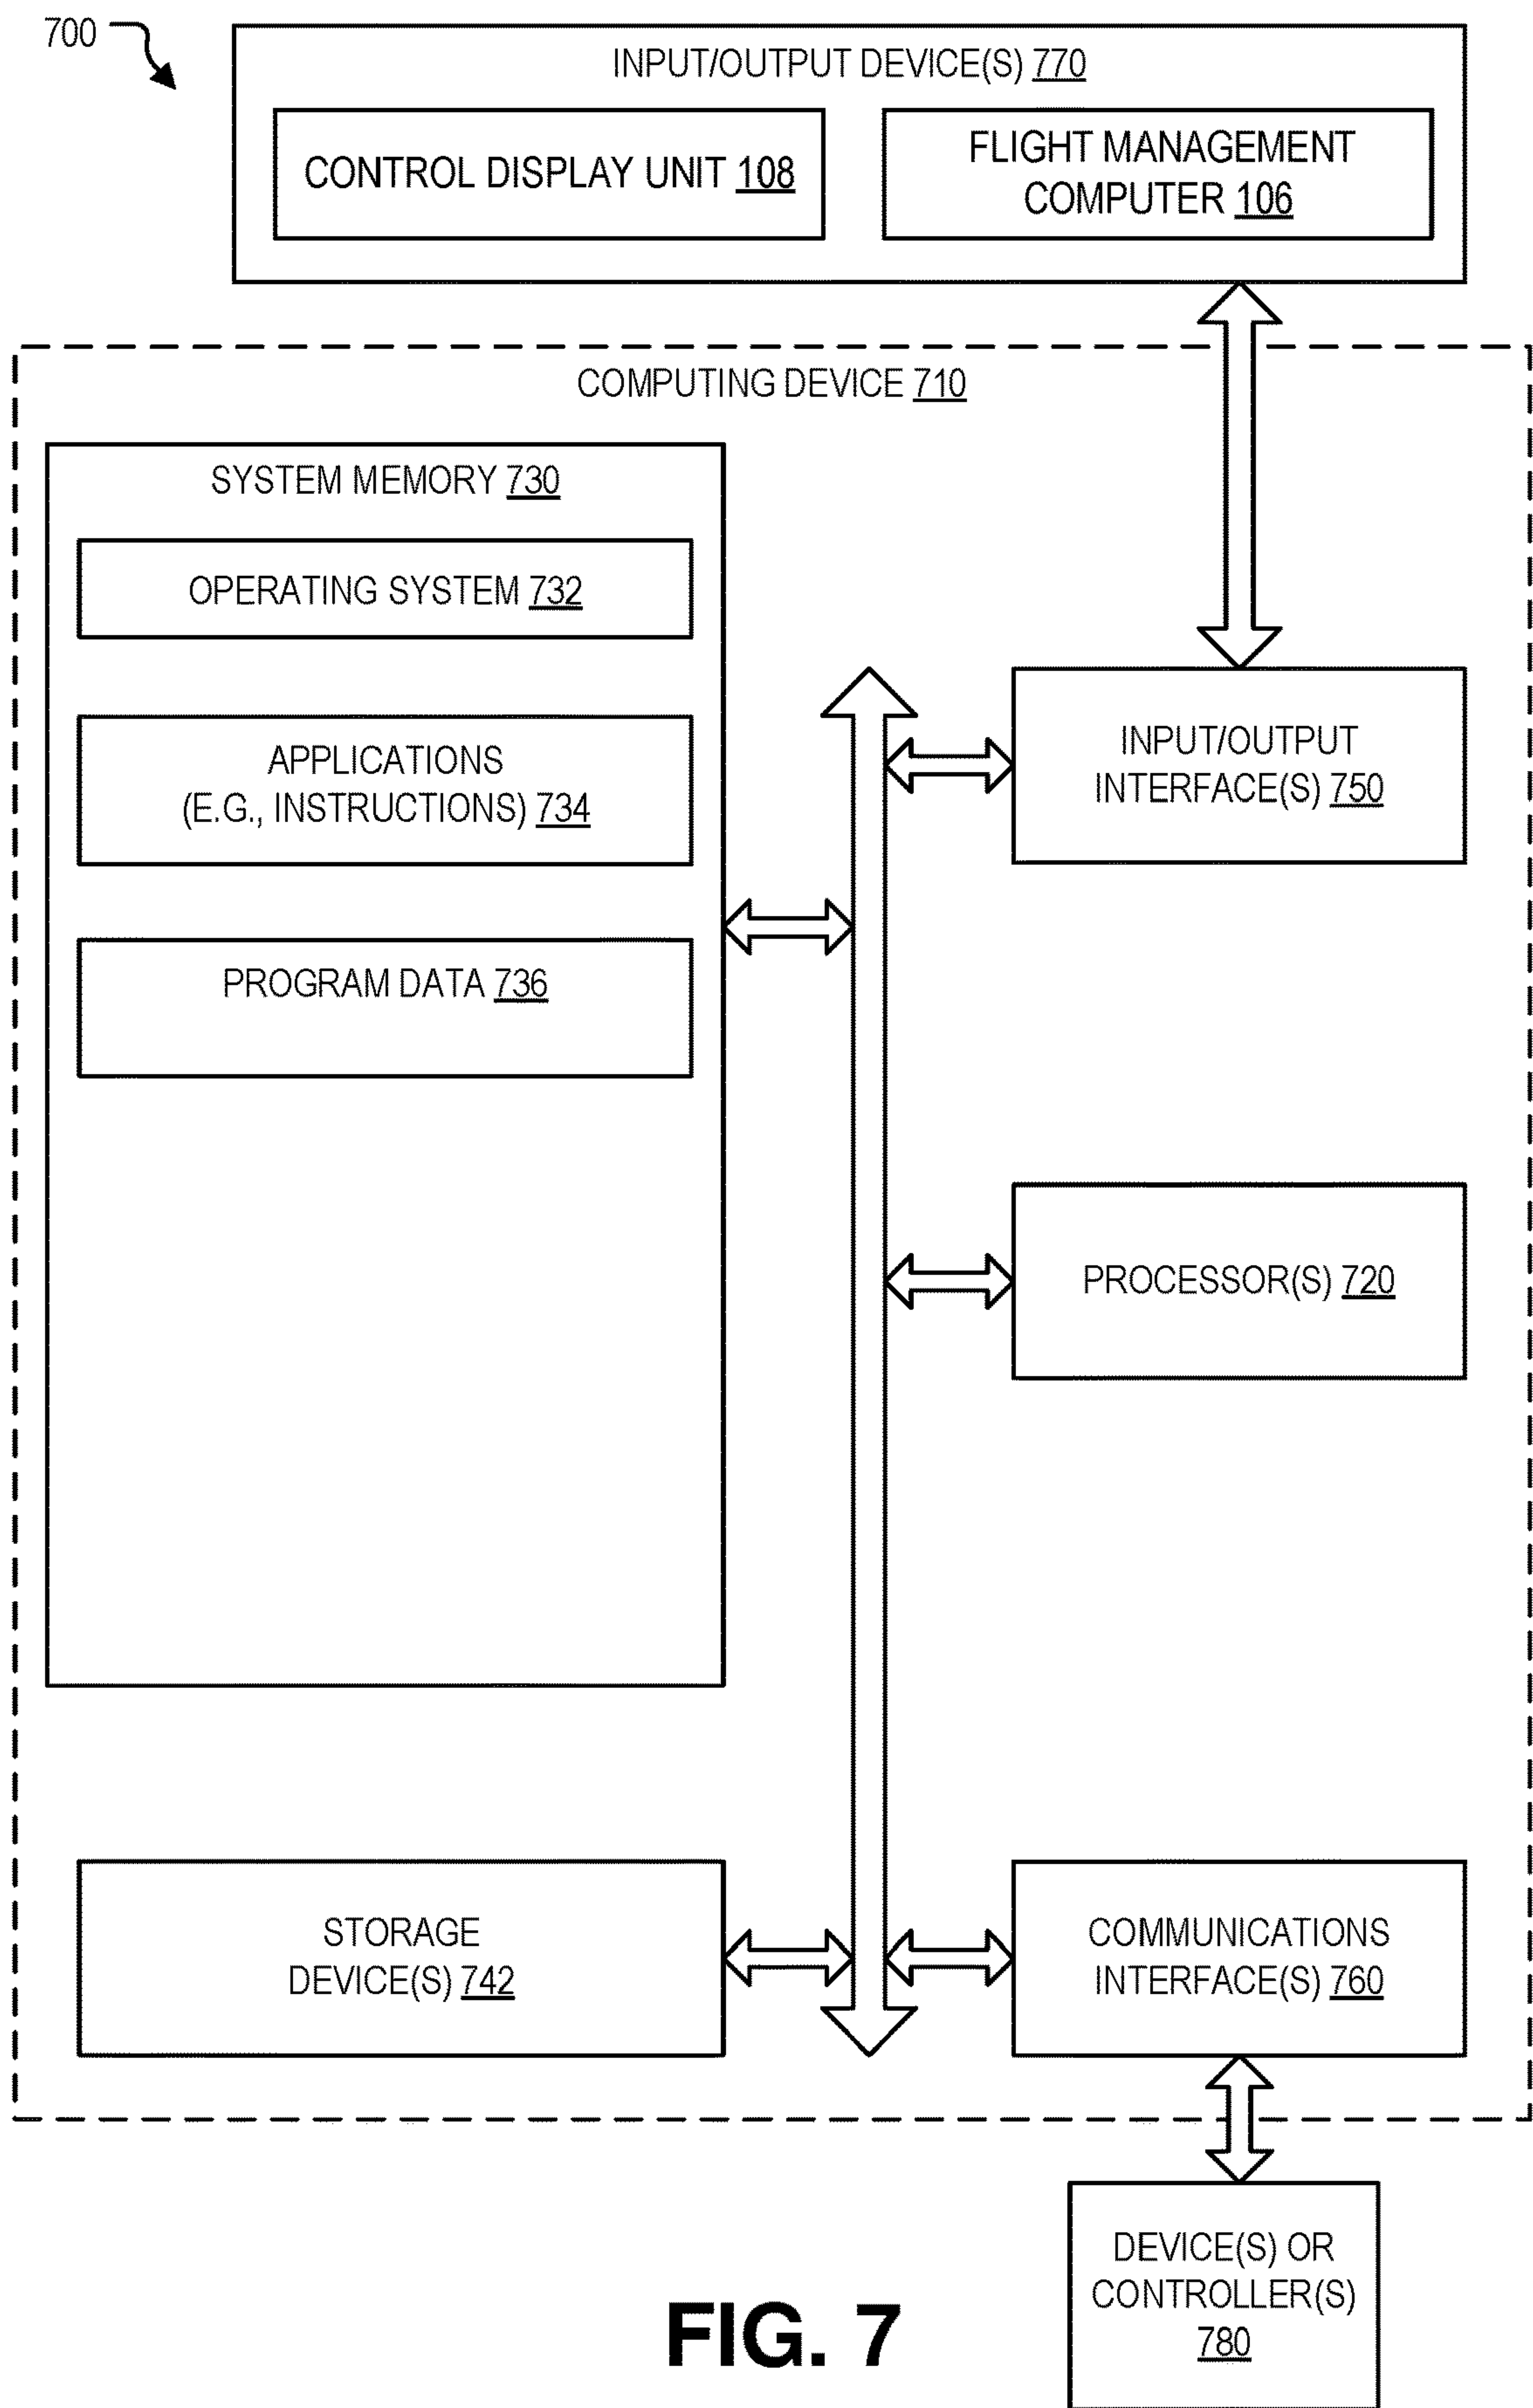 700
INPUT/OUTPUT DEVICE(S) 770
CONTROL DISPLAY UNIT 108
FLIGHT MANAGEMENT
COMPUTER 106
COMPUTING DEVICE 710
SYSTEM MEMORY 730
OPERATING SYSTEM 732
APPLICATIONS
(E.G., INSTRUCTIONS) 734
PROGRAM DATA 736
INPUT/OUTPUT
INTERFACE(S) 750
PROCESSOR(S) 720
STORAGE
DEVICE(S) 742
COMMUNICATIONS
INTERFACE(S) 760
DEVICE(S) OR
CONTROLLER(S)
780
FIG. 7